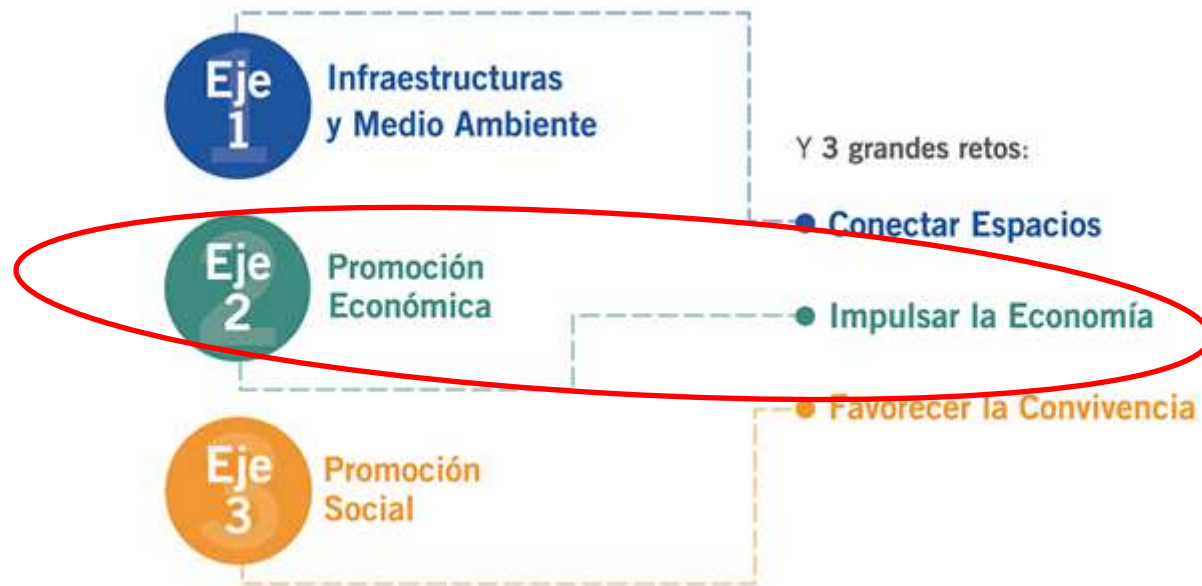 Eje
1
Infraestructuras
y Medio Ambiente
Y 3 grandes retos:
Conectar Espacios
Eje
2
Promoción
Económica
Impulsar la Economía
Favorecer la Convivencia
Eje
3
Promoción
Social